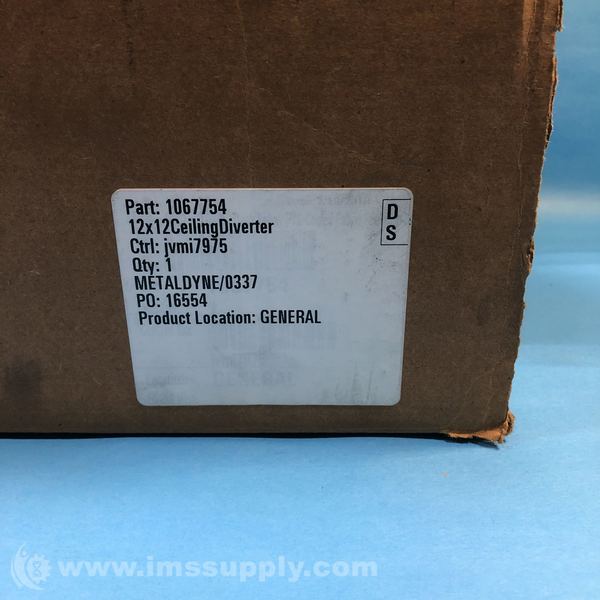 Part: 1067754
12x12CeilingDiverter
Ctrl: jvmi7975
Qty: 1
METALDYNE/0337
PO: 16554
Product Location: GENERAL
D
S
www.imssupply.com